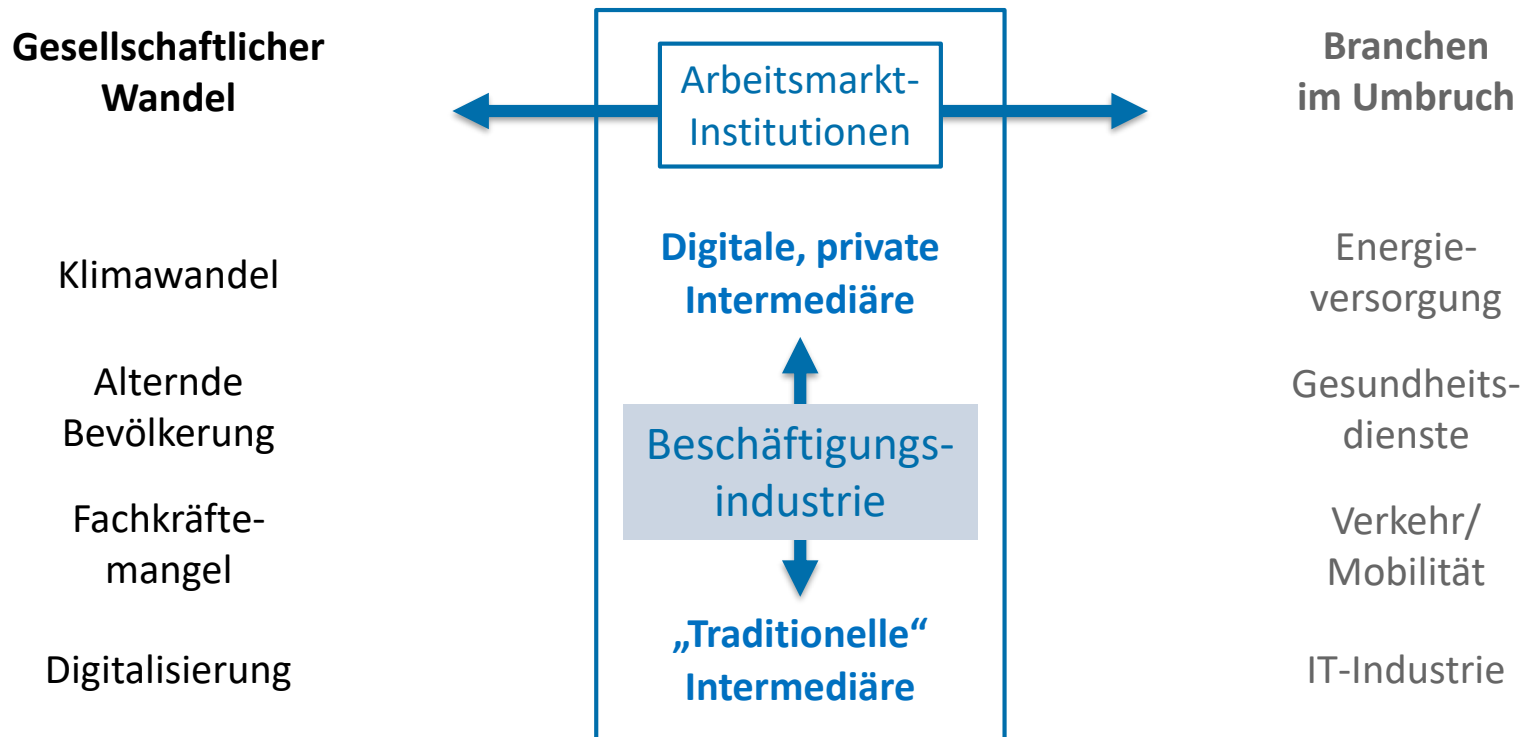 Gesellschaftlicher
Wandel
Klimawandel
Alternde
Bevölkerung
Fachkräfte-
mangel
Digitalisierung
Arbeitsmarkt-
Institutionen
Digitale, private
Intermediäre
Beschäftigungs-
industrie
„Traditionelle“
Intermediäre
Branchen
im Umbruch
Energie-
versorgung
Gesundheits-
dienste
Verkehr/
Mobilität
IT-Industrie